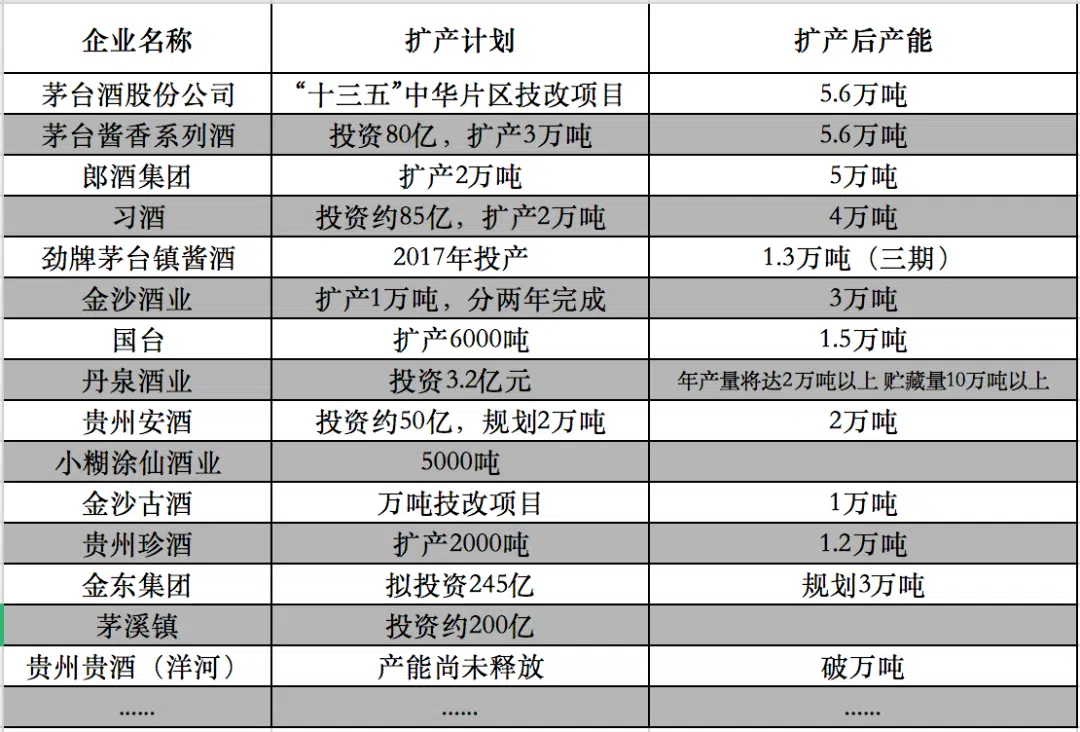 企业名称 扩产计划 扩产后产能
茅台酒股份公司 “十三五”中华片区技改项目 5.6万吨
茅台酱香系列酒 投资80亿，扩产3万吨 5.6万吨
郎酒集团 扩产2万吨 5万吨
习酒 投资约85亿，扩产2万吨 4万吨
劲牌茅台镇酱酒 2017年投产 1.3万吨（三期）
金沙酒业 扩产1万吨，分两年完成 3万吨
国台 扩产6000吨 1.5万吨
丹泉酒业 投资3.2亿元 年产量将达2万吨以上 贮藏量10万吨以上
贵州安酒 投资约50亿，规划2万吨 2万吨
小糊涂仙酒业 5000吨
金沙古酒 万吨技改项目 1万吨
贵州珍酒 扩产2000吨 1.2万吨
金东集团 拟投资245亿 规划3万吨
茅溪镇 投资约200亿
贵州贵酒（洋河） 产能尚未释放 破万吨
...... ...... ......